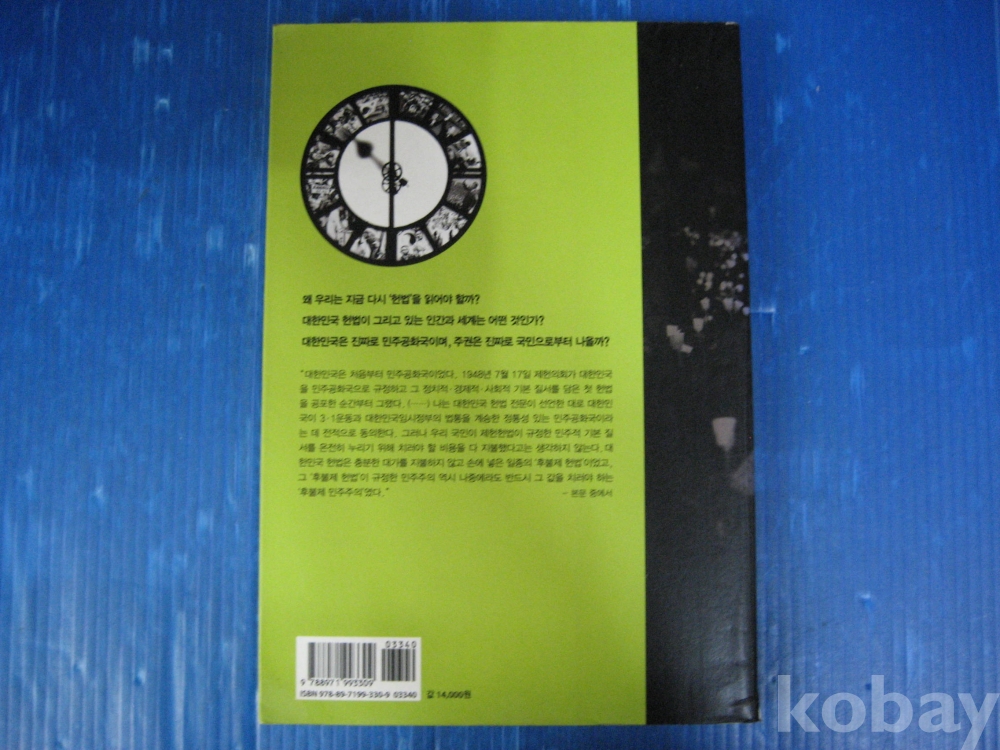 왜 우리는 지금 다시 '헌법'을 읽어야 할까?
대한민국 헌법이 그리고 있는 인간과 세계는 어떤 것인가?
대한민국은 진짜로 민주공화국이며, 주권은 진짜로 국민으로부터 나올까?
"대한민국은 처음부터 민주공화국이었다. 1948년 7월 17일 제헌의회가 대한민국
을 민주공화국으로 규정하고 그 정치적·경제적·사회적 기본 질서를 담은 첫 헌법
을 공포한 순간부터 그랬다. (……) 나는 대한민국 헌법 전문이 선언한 대로 대한민
국이 3·1운동과 대한민국임시정부의 법통을 계승한 정통성 있는 민주공화국이라
는 데 전적으로 동의한다. 그러나 우리 국민이 제헌헌법이 규정한 민주적 기본 질
서를 온전히 누리기 위해 치러야 할 비용을 다 지불했다고는 생각하지 않는다. 대
한민국 헌법은 충분한 대가를 지불하지 않고 손에 넣은 일종의 '후불제 헌법'이었고,
그 '후불제 헌법'이 규정한 민주주의 역시 나중에라도 반드시 그 값을 치러야 하는
'후불제 민주주의'였다."
- 본문 중에서
03340
9 788971 993309
ISBN 978-89-7199-330-9 03340
값 14,000원
kobay